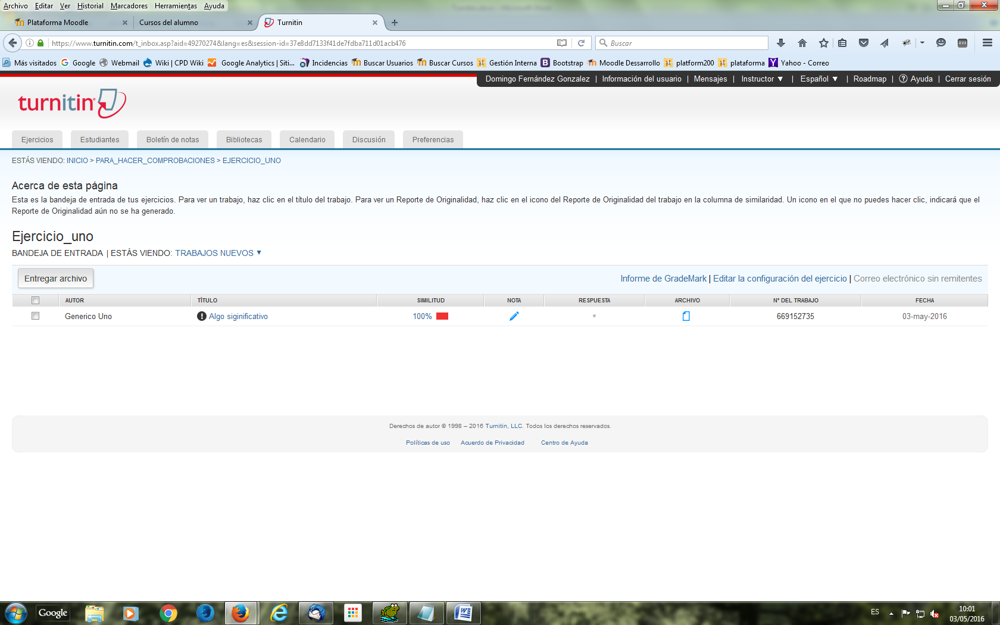 Archivo Editar Ver Historial Marcadores Herramientas Ayuda
Plataforma Moodle Cursos del alumno Turnitin
https://www.turnitin.com/t_inbox.asp?aid=49270274&lang=es&session-id=37e8dd7133f41de7fdba711d01acb476 Buscar
Más visitados Google Webmail Wiki | CPD Wiki Google Analytics | Siti... Incidencias Buscar Usuarios Buscar Cursos Gestión Interna Bootstrap Moodle Dessarrollo platform200 plataforma Yahoo - Correo
Domingo Fernández Gonzalez | Información del usuario | Mensajes | Instructor ▼ | Español ▼ | Roadmap | ? Ayuda | Cerrar sesión
turnitin
Ejercicios Estudiantes Boletín de notas Bibliotecas Calendario Discusión Preferencias
ESTÁS VIENDO: INICIO > PARA_HACER_COMPROBACIONES > EJERCICIO_UNO
Acerca de esta página
Esta es la bandeja de entrada de tus ejercicios. Para ver un trabajo, haz clic en el título del trabajo. Para ver un Reporte de Originalidad, haz clic en el icono del Reporte de Originalidad del trabajo en la columna de similaridad. Un icono en el que no puedes hacer clic, indicará que el
Reporte de Originalidad aún no se ha generado.
Ejercicio_uno
BANDEJA DE ENTRADA | ESTÁS VIENDO: TRABAJOS NUEVOS ▼
Entregar archivo Informe de GradeMark | Editar la configuración del ejercicio | Correo electrónico sin remitentes
AUTOR TÍTULO SIMILITUD NOTA RESPUESTA ARCHIVO Nº DEL TRABAJO FECHA
Generico Uno Algo siginificativo 100% 669152735 03-may-2016
Derechos de autor © 1998 – 2016 Turnitin, LLC. Todos los derechos reservados.
Políticas de uso Acuerdo de Privacidad Centro de Ayuda
Google ES 10:01
03/05/2016